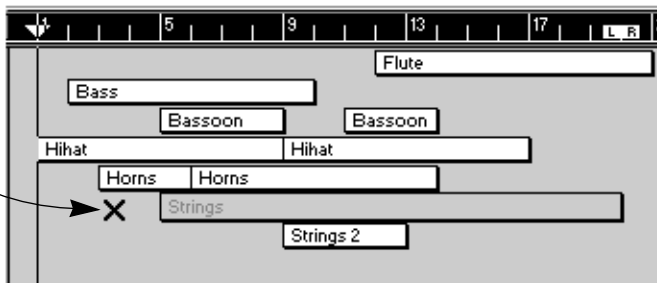 1 5 9 13 17 L R
Flute
Bass
Bassoon Bassoon
Hihat Hihat
Horns Horns
Strings
Strings 2